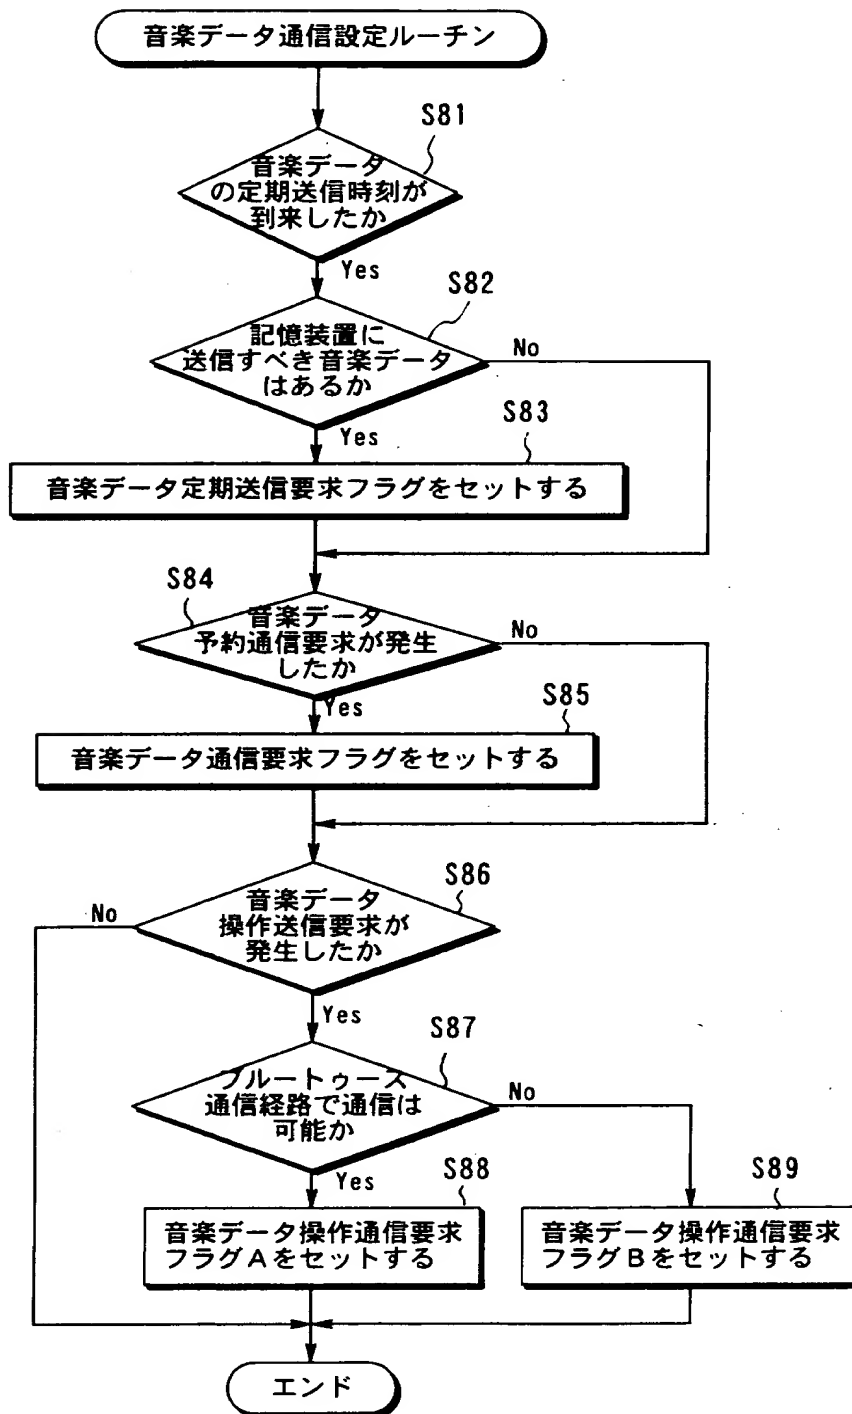 音楽データ通信設定ルーチン
S81
音楽データ
の定期送信時刻が
到来したか
Yes
S82
記憶装置に
送信すべき音楽データ
はあるか
No
Yes
S83
音楽データ定期送信要求フラグをセットする
S84
音楽データ
予約通信要求が発生
したか
No
Yes
S85
音楽データ通信要求フラグをセットする
S86
音楽データ
操作送信要求が
発生したか
No
Yes
S87
ブルートゥース
通信経路で通信は
可能か
No
Yes
S88
音楽データ操作通信要求
フラグAをセットする
S89
音楽データ操作通信要求
フラグBをセットする
エンド